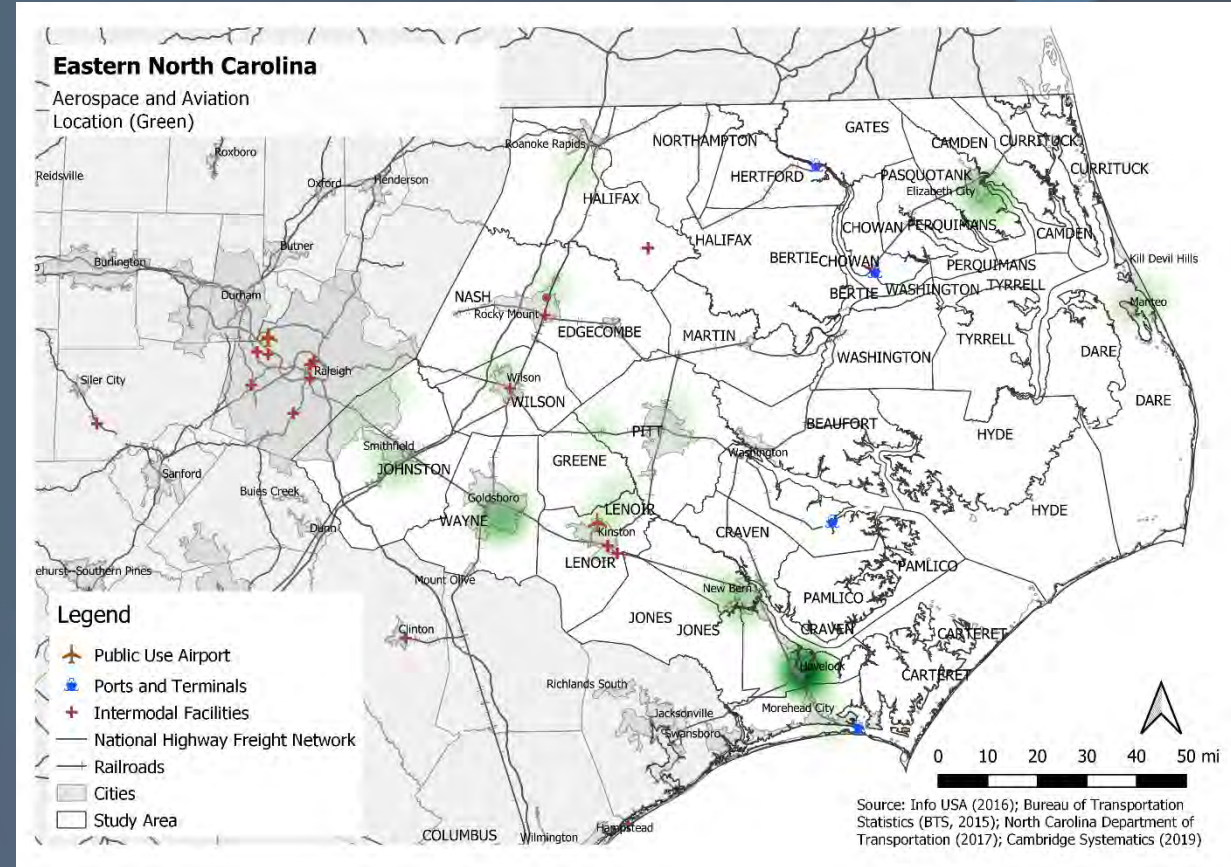 Eastern North Carolina
Aerospace and Aviation
Location (Green)
Roxboro
Reidsville
Oxford
Henderson
Roanoke Rapids
NORTHAMPTON
GATES
CAMDEN
CURRITUCK
HERTFORD
PASQUOTANK
CURRITUCK
Elizabeth City
HALIFAX
Butner
CHOWAN
PERQUIMANS
CAMDEN
HALIFAX
Burlington
BERTIE
CHOWAN
PERQUIMANS
Kill Devil Hills
Durham
NASH
BERTIE
WASHINGTON
TYRRELL
Manteo
Rocky Mount
EDGECOMBE
MARTIN
TYRRELL
DARE
WASHINGTON
Raleigh
Siler City
Wilson
WILSON
DARE
BEAUFORT
PITT
HYDE
Smithfield
Washington
JOHNSTON
GREENE
Sanford
Buies Creek
Goldsboro
HYDE
LENOIR
WAYNE
Dunn
Kinston
CRAVEN
LENOIR
PAMLICO
ehurst--Southern Pines
Mount Olive
New Bern
PAMLICO
JONES
JONES
CRAVEN
CARTERET
Clinton
Havelock
CARTERET
Richlands South
Morehead City
Jacksonville
Swansboro
Hampstead
COLUMBUS
Wilmington
Legend
Public Use Airport
Ports and Terminals
Intermodal Facilities
National Highway Freight Network
Railroads
Cities
Study Area
0 10 20 30 40 50 mi
Source: Info USA (2016); Bureau of Transportation
Statistics (BTS, 2015); North Carolina Department of
Transportation (2017); Cambridge Systematics (2019)